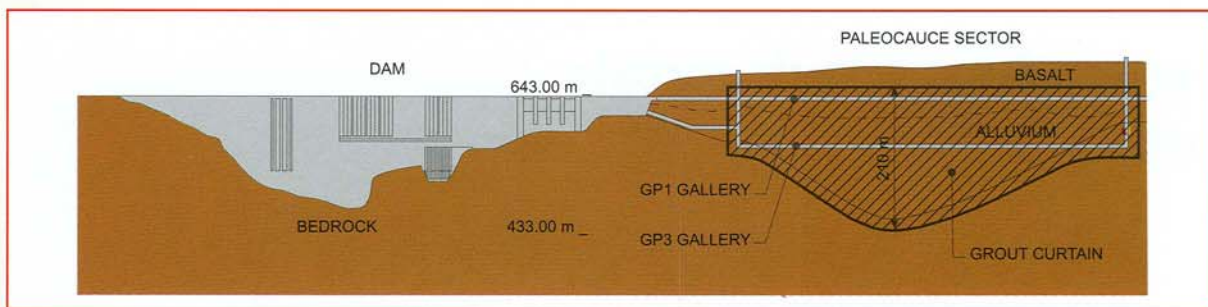 PALEOCAUCE SECTOR
DAM
BASALT
643.00 m
ALLUVIUM
210 m
GP1 GALLERY
BEDROCK
433.00 m
GP3 GALLERY
GROUT CURTAIN